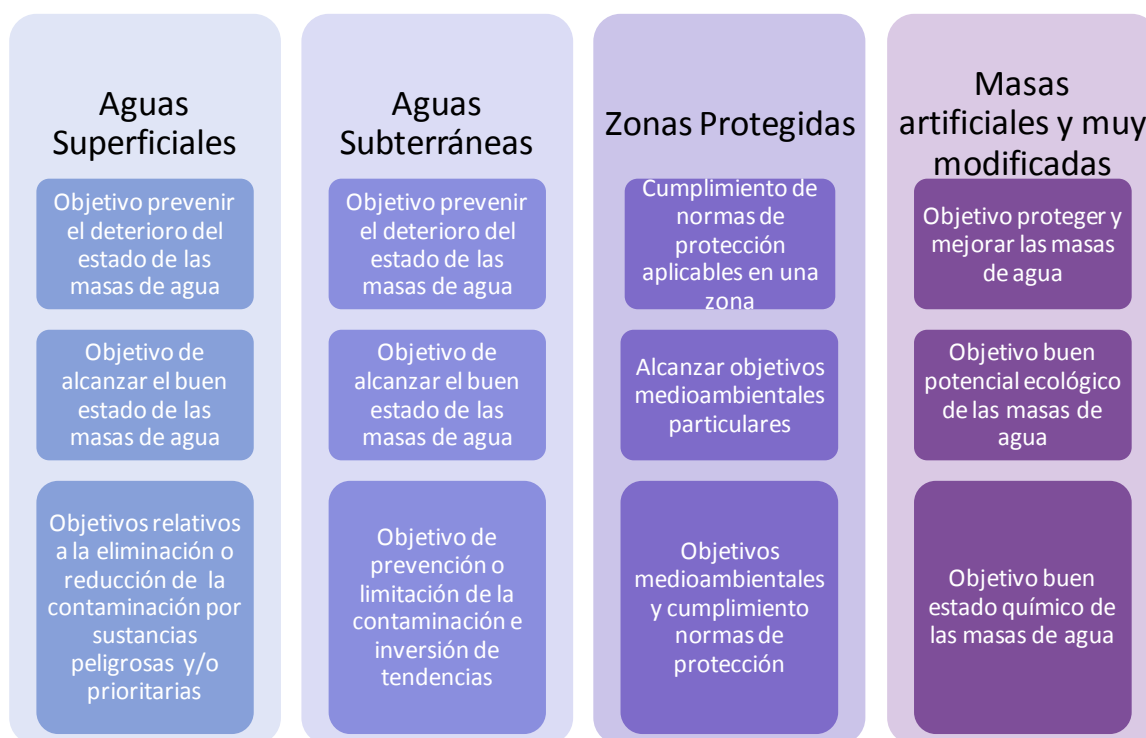 Aguas
Superficiales
Objetivo prevenir
el deterioro del
estado de las
masas de agua
Objetivo de
alcanzar el buen
estado de las
masas de agua
Objetivos relativos
a la eliminación o
reducción de la
contaminación por
sustancias
peligrosas y/o
prioritarias
Aguas
Subterráneas
Objetivo prevenir
el deterioro del
estado de las
masas de agua
Objetivo de
alcanzar el buen
estado de las
masas de agua
Objetivo de
prevención o
limitación de la
contaminación e
inversión de
tendencias
Zonas Protegidas
Cumplimiento de
normas de
protección
aplicables en una
zona
Alcanzar objetivos
medioambientales
particulares
Objetivos
medioambientales
y cumplimiento
normas de
protección
Masas
artificiales y muy
modificadas
Objetivo proteger y
mejorar las masas
de agua
Objetivo buen
potencial ecológico
de las masas de
agua
Objetivo buen
estado químico de
las masas de agua